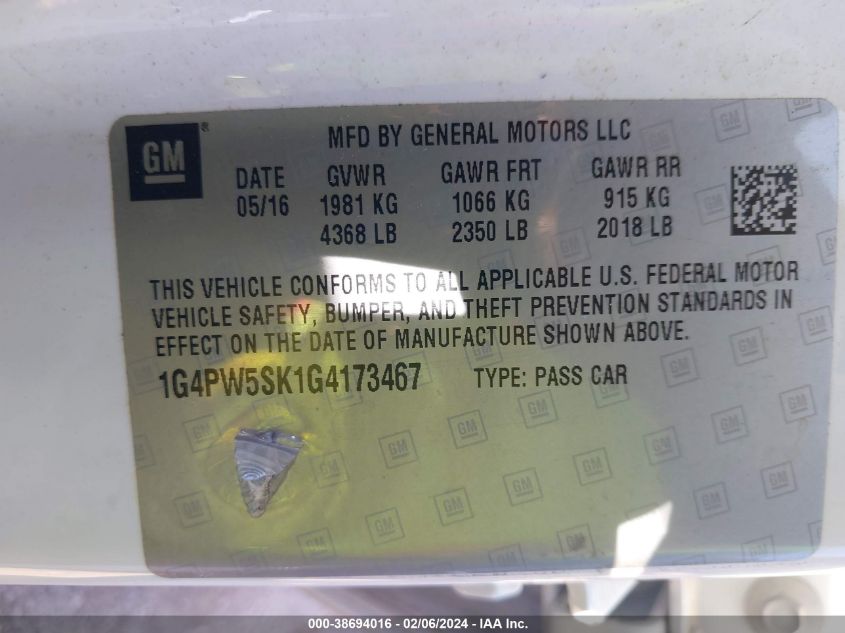 GM ®
MFD BY GENERAL MOTORS LLC
DATE GVWR GAWR FRT GAWR RR
05/16 1981 KG 1066 KG 915 KG
4368 LB 2350 LB 2018 LB
THIS VEHICLE CONFORMS TO ALL APPLICABLE U.S. FEDERAL MOTOR
VEHICLE SAFETY, BUMPER, AND THEFT PREVENTION STANDARDS IN
EFFECT ON THE DATE OF MANUFACTURE SHOWN ABOVE.
1G4PW5SK1G4173467 TYPE: PASS CAR
000-38694016 - 02/06/2024 - IAA Inc.